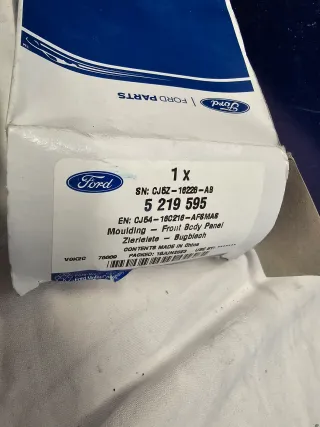 FORD PARTS
Ford
Ford
1 x
SN: CJ5Z-16228-AB
5 219 595
EN: CJ54-16C216-AF5MAS
Moulding - Front Body Panel
Zierleiste - Bugblech
CONTENTS MADE IN China